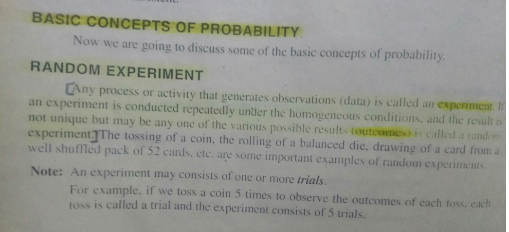 BASIC CONCEPTS OF PROBABILITY
Now we are going to discuss some of the basic concepts of probability.
RANDOM EXPERIMENT
[Any process or activity that generates observations (data) is called an experiment. If
an experiment is conducted repeatedly under the homogeneous conditions, and the result is
not unique but may be any one of the various possible results (outcomes) is called a random
experiment.] The tossing of a coin, the rolling of a balanced die, drawing of a card from a
well shuffled pack of 52 cards, etc. are some important examples of random experiments.
Note: An experiment may consists of one or more trials.
For example, if we toss a coin 5 times to observe the outcomes of each toss, each
toss is called a trial and the experiment consists of 5 trials.